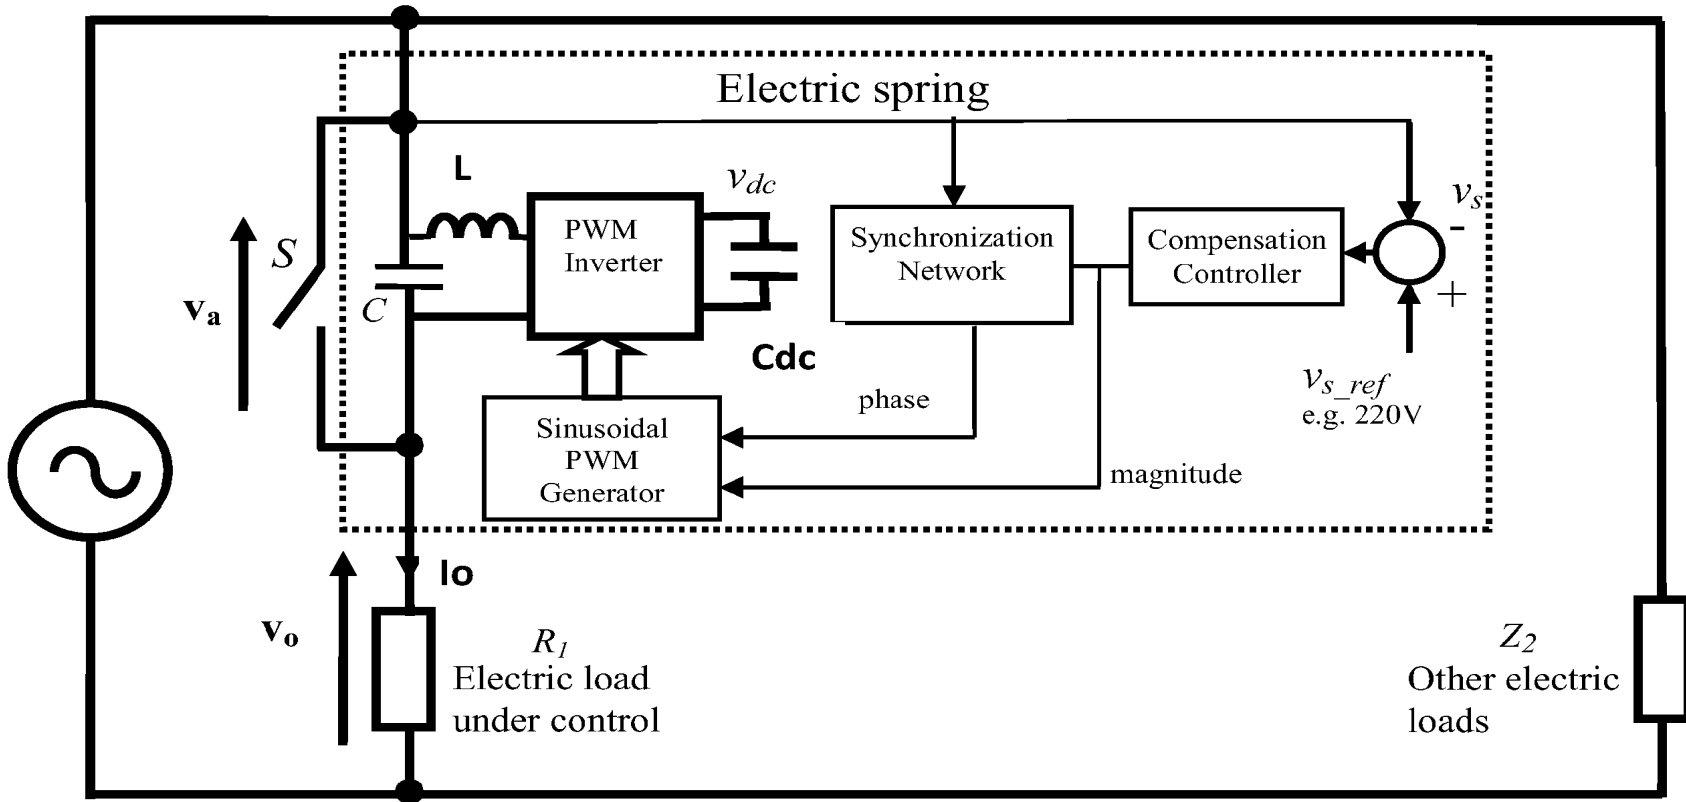 Electric spring
L
v_dc
v_s
PWM
Inverter
Synchronization
Network
Compensation
Controller
-
S
v_a
C
+
Cdc
v_s_ref
e.g. 220V
phase
Sinusoidal
PWM
Generator
magnitude
Io
v_o
R_1
Electric load
under control
Z_2
Other electric
loads